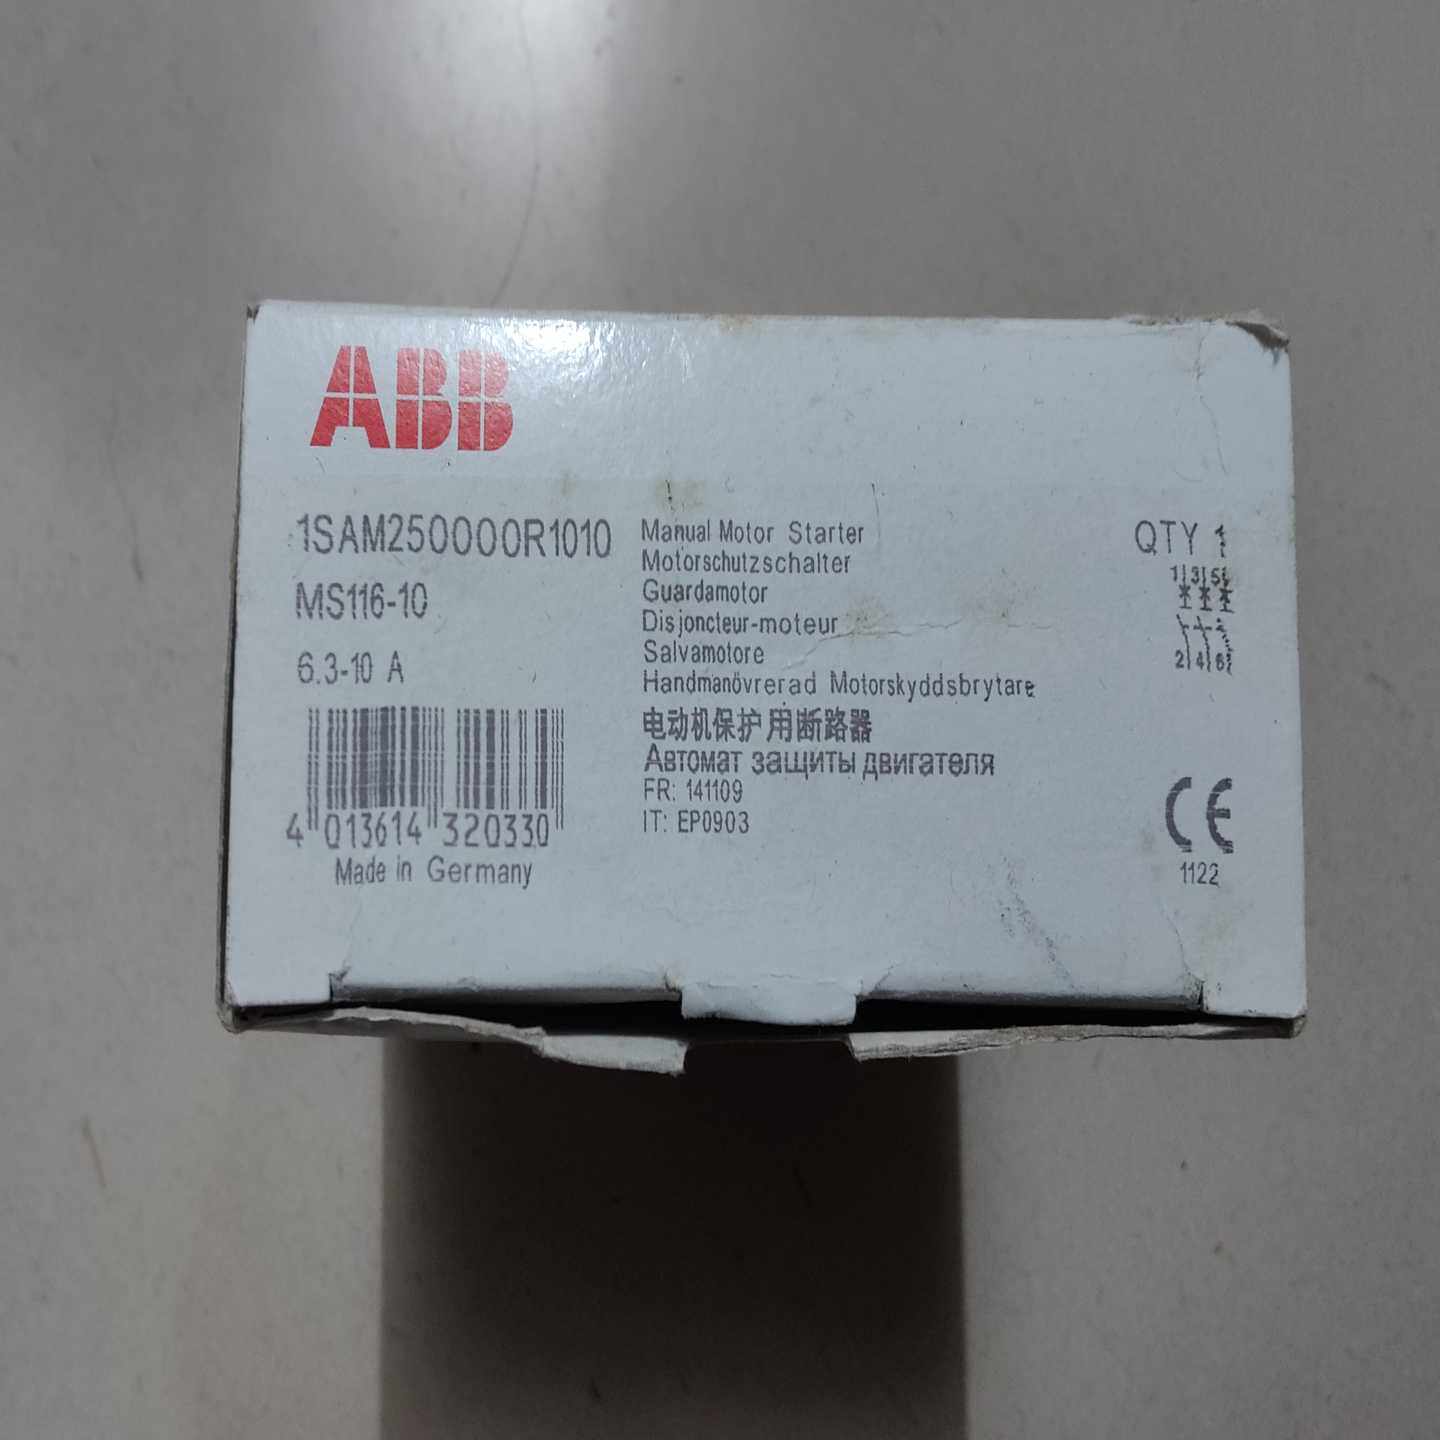 ABB
1SAM250000R1010
MS116-10
6.3-10 A
4 013614 320330
Made in Germany
Manual Motor Starter
Motorschutzschalter
Guardamotor
Disjoncteur-moteur
Salvamotore
Handmanövrerad Motorskyddsbrytare
电动机保护用断路器
Автомат защиты двигателя
FR: 141109
IT: EP0903
QTY 1
1 3 5
2 4 6
CE
1122